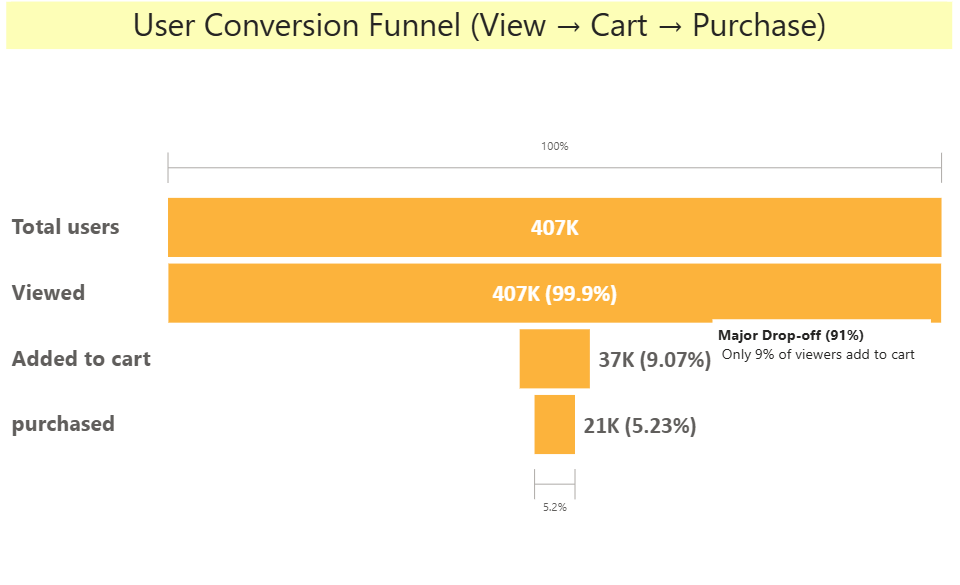 User Conversion Funnel (View → Cart → Purchase)
100%
Total users
407K
Viewed
407K (99.9%)
Added to cart
37K (9.07%)
Major Drop-off (91%)
Only 9% of viewers add to cart
purchased
21K (5.23%)
5.2%